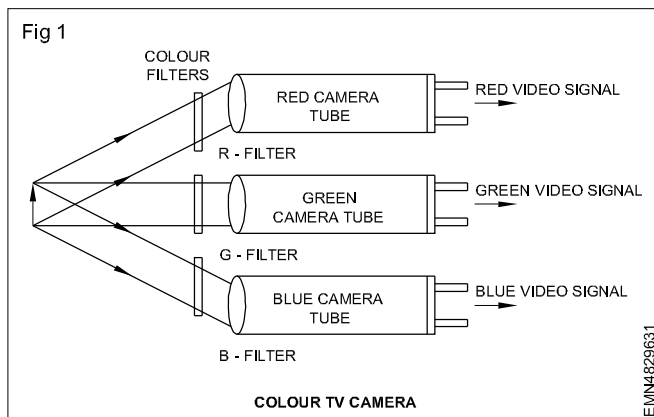 Fig 1
COLOUR
FILTERS
RED CAMERA
TUBE
RED VIDEO SIGNAL
R - FILTER
GREEN
CAMERA TUBE
GREEN VIDEO SIGNAL
G - FILTER
BLUE CAMERA
TUBE
BLUE VIDEO SIGNAL
B - FILTER
COLOUR TV CAMERA
EMN4829631